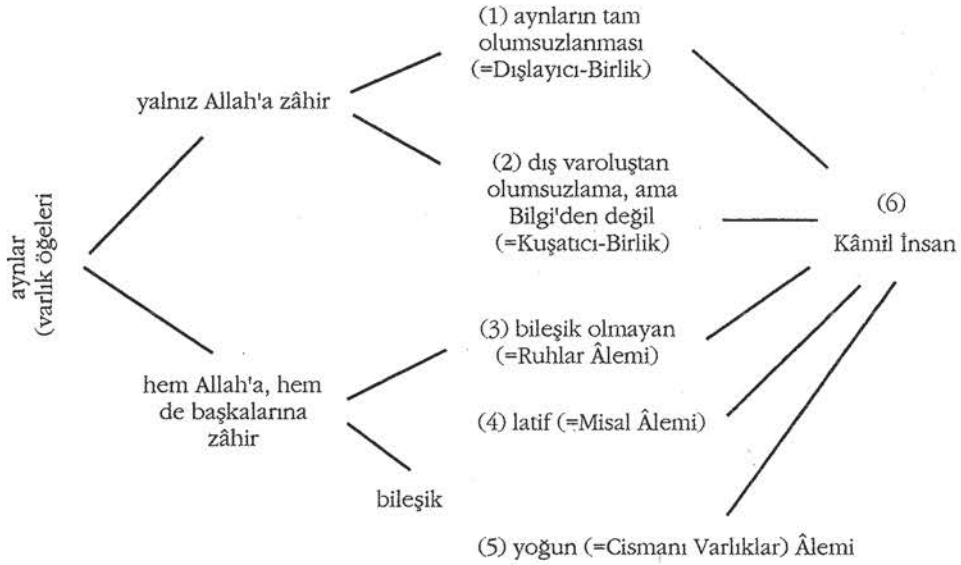 aynlar
(varlık öğeleri
yalnız Allah'a zâhir
hem Allah'a, hem
de başkalarına
zâhir
(1) aynların tam
olumsuzlanması
(=Dışlayıcı-Birlik)
(2) dış varoluştan
olumsuzlama, ama
Bilgi'den değil
(=Kuşatıcı-Birlik)
(3) bileşik olmayan
(=Ruhlar Âlemi)
bileşik
(4) latif (=Misal Âlemi)
(5) yoğun (=Cismanı Varlıklar) Âlemi
(6)
Kâmil İnsan